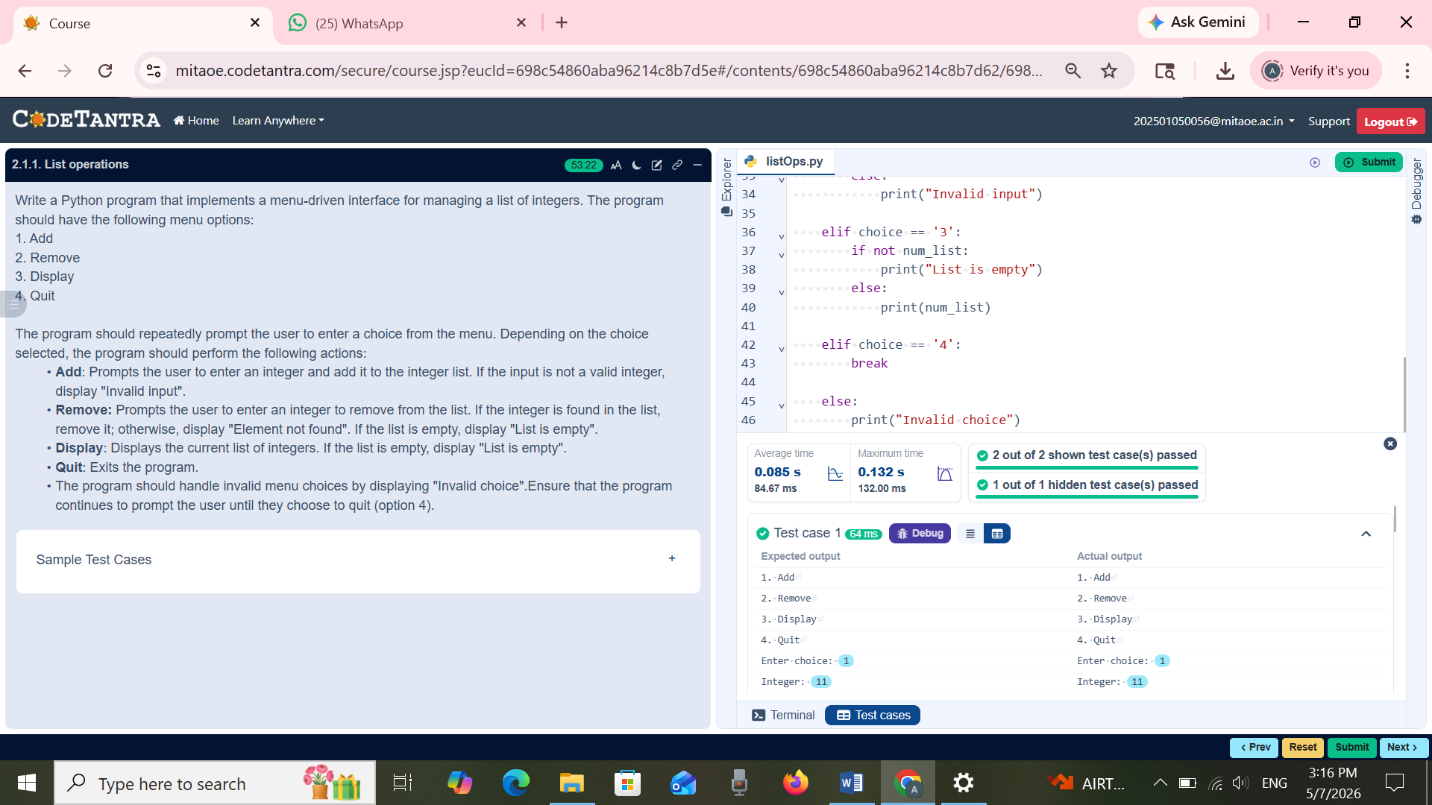 Course
(25) WhatsApp
Ask Gemini
mitaoe.codetantra.com/secure/course.jsp?eucId=698c54860aba96214c8b7d5e#/contents/698c54860aba96214c8b7d62/698...
A
Verify it's you
CODETANTRA
Home
Learn Anywhere
202501050056@mitaoe.ac.in
Support
Logout
2.1.1. List operations
53:22
AA
Write a Python program that implements a menu-driven interface for managing a list of integers. The program
should have the following menu options:
1. Add
2. Remove
3. Display
4. Quit
The program should repeatedly prompt the user to enter a choice from the menu. Depending on the choice
selected, the program should perform the following actions:
• Add: Prompts the user to enter an integer and add it to the integer list. If the input is not a valid integer,
display "Invalid input".
• Remove: Prompts the user to enter an integer to remove from the list. If the integer is found in the list,
remove it; otherwise, display "Element not found". If the list is empty, display "List is empty".
• Display: Displays the current list of integers. If the list is empty, display "List is empty".
• Quit: Exits the program.
• The program should handle invalid menu choices by displaying "Invalid choice".Ensure that the program
continues to prompt the user until they choose to quit (option 4).
Sample Test Cases
+
Explorer
listOps.py
Submit
Debugger
33 else:
34 print("Invalid input")
35
36 elif choice == '3':
37 if not num_list:
38 print("List is empty")
39 else:
40 print(num_list)
41
42 elif choice == '4':
43 break
44
45 else:
46 print("Invalid choice")
Average time
0.085 s
84.67 ms
Maximum time
0.132 s
132.00 ms
2 out of 2 shown test case(s) passed
1 out of 1 hidden test case(s) passed
Test case 1 64 ms Debug
Expected output
Actual output
1. Add
1. Add
2. Remove
2. Remove
3. Display
3. Display
4. Quit
4. Quit
Enter choice: 1
Enter choice: 1
Integer: 11
Integer: 11
Terminal
Test cases
< Prev
Reset
Submit
Next >
Type here to search
A
AIRT...
ENG
3:16 PM
5/7/2026